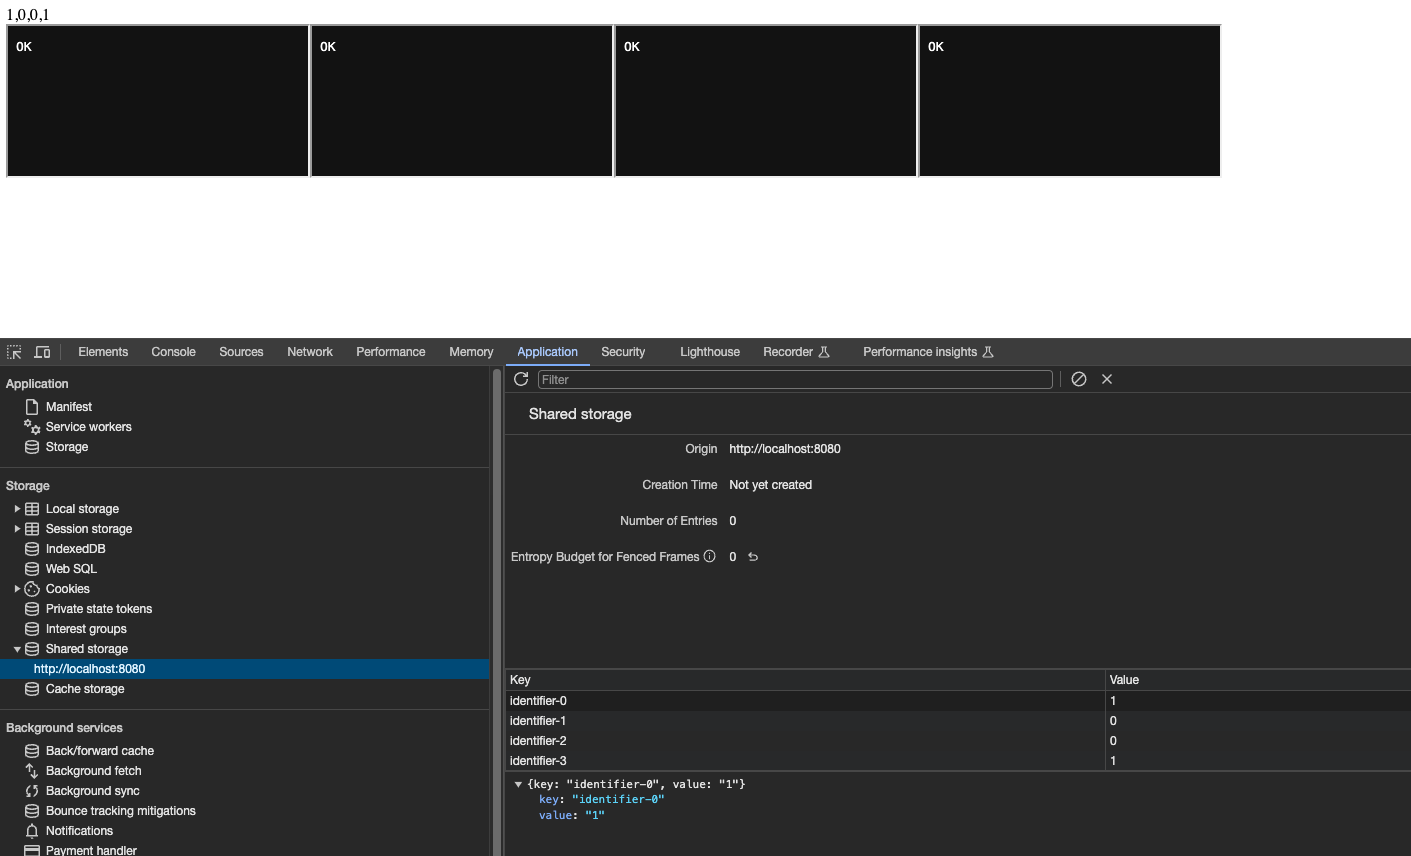 1,0,0,1
OK OK OK OK
Elements Console Sources Network Performance Memory Application Security Lighthouse Recorder Performance insights
Application
Manifest
Service workers
Storage
Storage
Local storage
Session storage
IndexedDB
Web SQL
Cookies
Private state tokens
Interest groups
Shared storage
http://localhost:8080
Cache storage
Background services
Back/forward cache
Background fetch
Background sync
Bounce tracking mitigations
Notifications
Payment handler
Filter
Shared storage
Origin http://localhost:8080
Creation Time Not yet created
Number of Entries 0
Entropy Budget for Fenced Frames 0
Key Value
identifier-0 1
identifier-1 0
identifier-2 0
identifier-3 1
{key: "identifier-0", value: "1"}
key: "identifier-0"
value: "1"